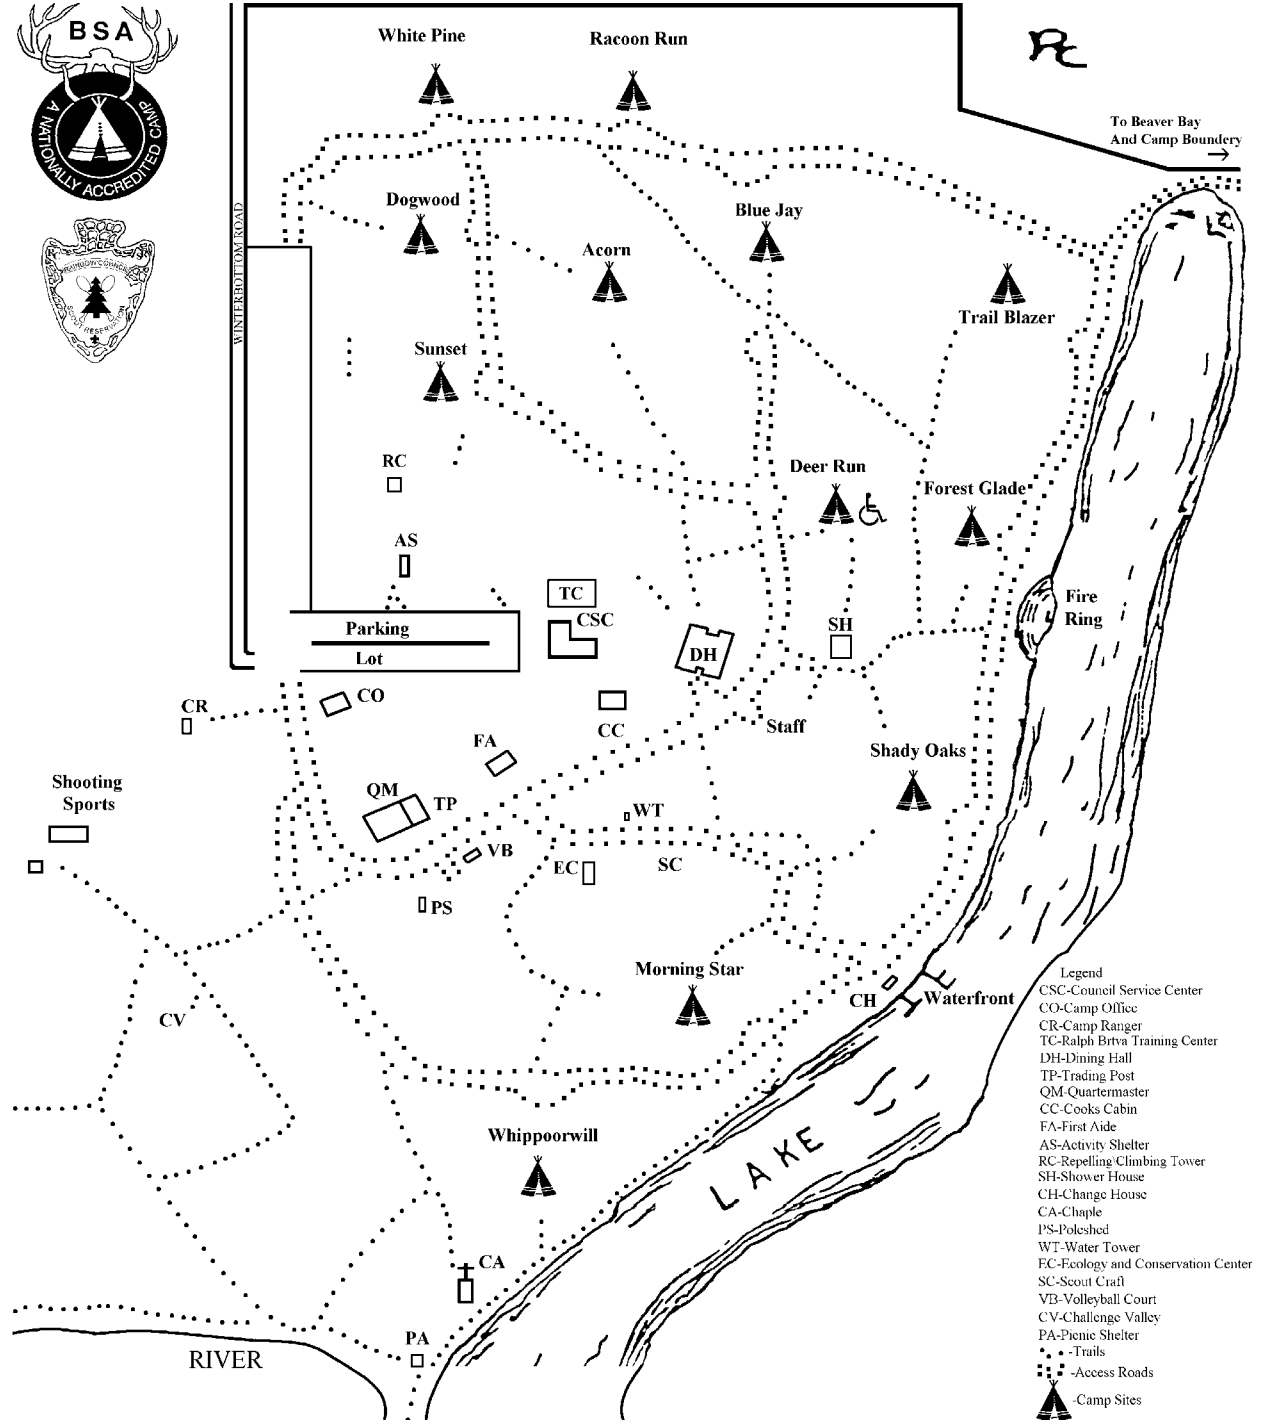 BSA
A NATIONALLY ACCREDITED CAMP
RAINBOW COUNCIL
SCOUT RESERVATION
WINTERBOTTOM ROAD
White Pine
Racoon Run
RC
To Beaver Bay
And Camp Boundery
Dogwood
Blue Jay
Acorn
Trail Blazer
Sunset
RC
Deer Run
Forest Glade
AS
TC
Fire
Ring
CSC
Parking
Lot
SH
DH
CR
CO
CC
Staff
FA
Shady Oaks
Shooting
Sports
QM
TP
WT
VB
EC
SC
PS
Morning Star
CH
Waterfront
CV
Whippoorwill
LAKE
CA
PA
RIVER
Legend
CSC-Council Service Center
CO-Camp Office
CR-Camp Ranger
TC-Ralph Brtva Training Center
DH-Dining Hall
TP-Trading Post
QM-Quartermaster
CC-Cooks Cabin
FA-First Aide
AS-Activity Shelter
RC-Repelling\Climbing Tower
SH-Shower House
CH-Change House
CA-Chaple
PS-Poleshed
WT-Water Tower
EC-Ecology and Conservation Center
SC-Scout Craft
VB-Volleyball Court
CV-Challenge Valley
PA-Picnic Shelter
-Trails
-Access Roads
-Camp Sites